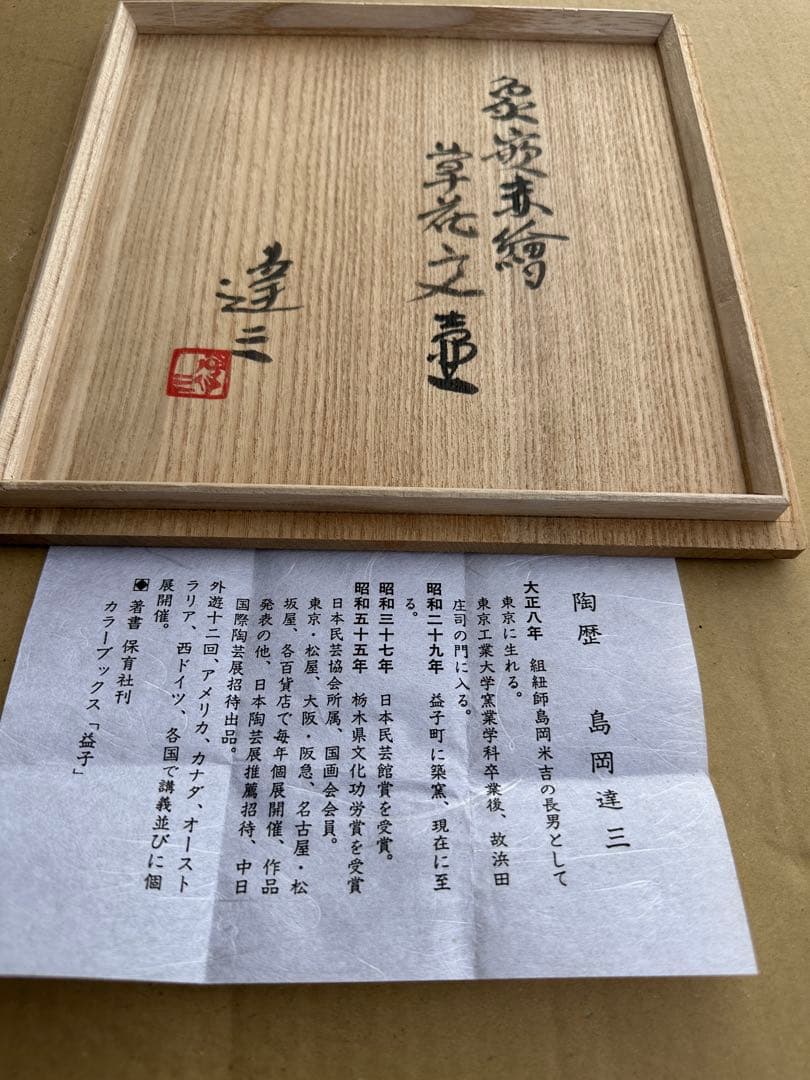 象嵌赤繪
草花文壷
達三
陶歴 島岡達三
大正八年 組紐師島岡米吉の長男として
東京に生れる。
東京工業大学窯業学科卒業後、故浜田
庄司の門に入る。
昭和二十九年 益子町に築窯、現在に至
る。
昭和三十七年 日本民芸館賞を受賞。
昭和五十五年 栃木県文化功労賞を受賞
日本民芸協会所属、国画会会員。
東京・松屋、大阪・阪急、名古屋・松
坂屋、各百貨店で毎年個展開催、作品
発表の他、日本陶芸展推薦招待、中日
国際陶芸展招待出品。
外遊十二回、アメリカ、カナダ、オースト
ラリア、西ドイツ、各国で講義並びに個
展開催。
著書 保育社刊
カラーブックス「益子」